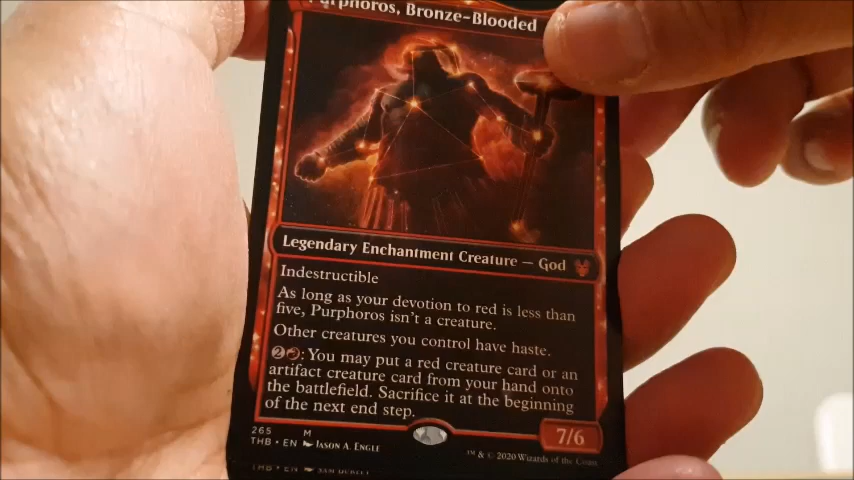 Purphoros, Bronze-Blooded
Legendary Enchantment Creature — God
Indestructible
As long as your devotion to red is less than
five, Purphoros isn't a creature.
Other creatures you control have haste.
2: You may put a red creature card or an
artifact creature card from your hand onto
the battlefield. Sacrifice it at the beginning
of the next end step.
7/6
265 M
THB • EN JASON A. ENGLE
™ & © 2020 Wizards of the Coast
THB • EN